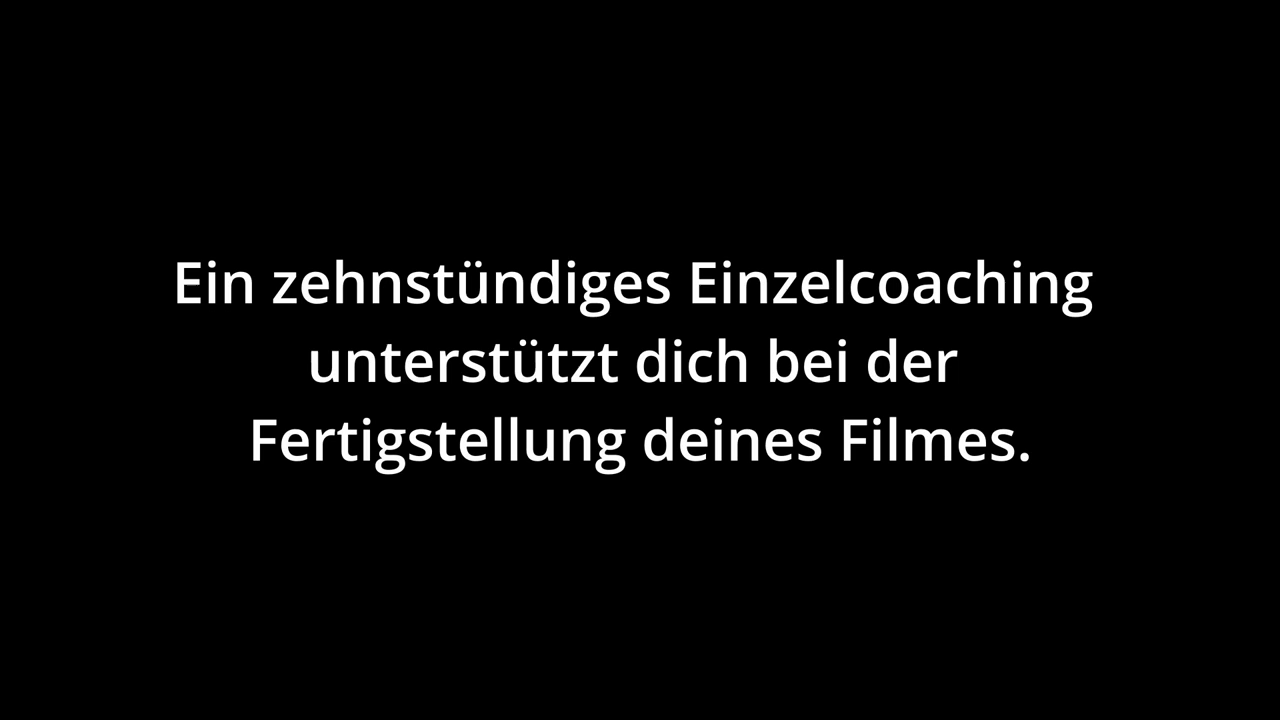 Ein zehnstündiges Einzelcoaching
unterstützt dich bei der
Fertigstellung deines Filmes.